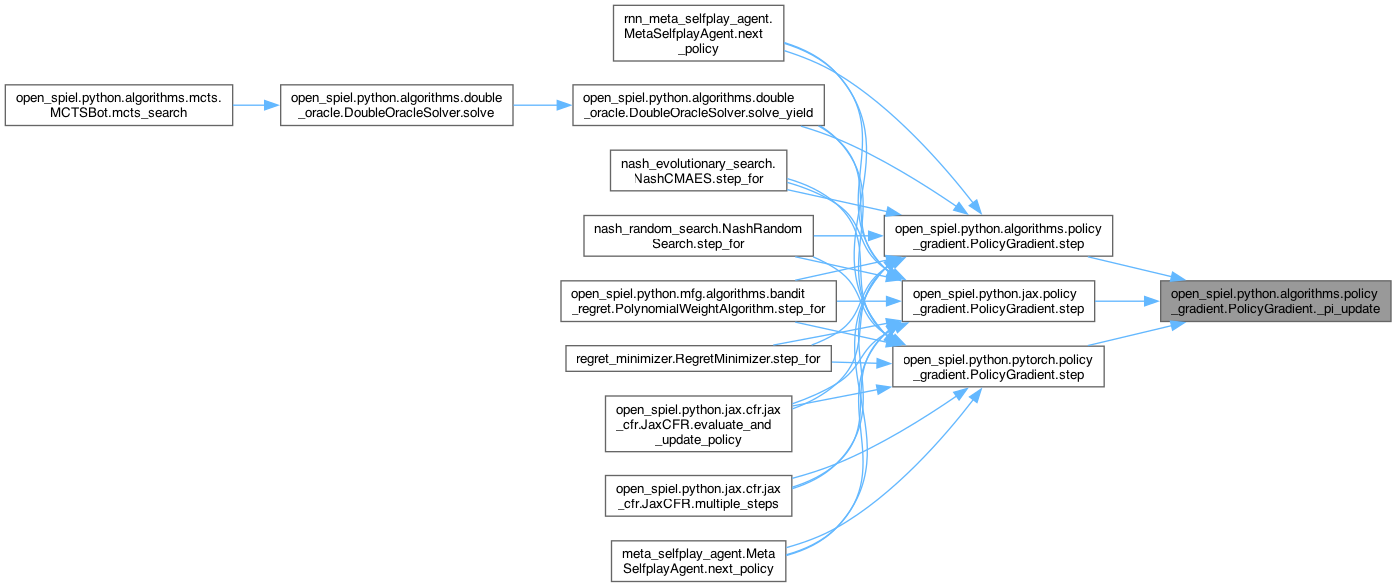 rnn_meta_selfplay_agent.
MetaSelfplayAgent.next
_policy
open_spiel.python.algorithms.mcts.
MCTSBot.mcts_search
open_spiel.python.algorithms.double
_oracle.DoubleOracleSolver.solve
open_spiel.python.algorithms.double
_oracle.DoubleOracleSolver.solve_yield
nash_evolutionary_search.
NashCMAES.step_for
nash_random_search.NashRandom
Search.step_for
open_spiel.python.algorithms.policy
_gradient.PolicyGradient.step
open_spiel.python.mfg.algorithms.bandit
_regret.PolynomialWeightAlgorithm.step_for
open_spiel.python.jax.policy
_gradient.PolicyGradient.step
open_spiel.python.algorithms.policy
_gradient.PolicyGradient._pi_update
regret_minimizer.RegretMinimizer.step_for
open_spiel.python.pytorch.policy
_gradient.PolicyGradient.step
open_spiel.python.jax.cfr.jax
_cfr.JaxCFR.evaluate_and
_update_policy
open_spiel.python.jax.cfr.jax
_cfr.JaxCFR.multiple_steps
meta_selfplay_agent.Meta
SelfplayAgent.next_policy